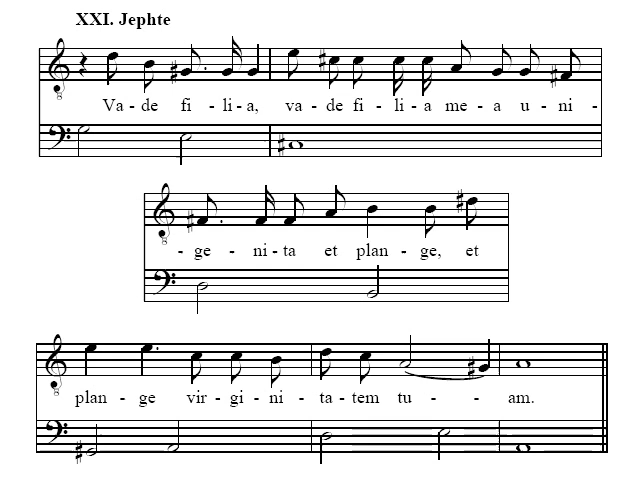 XXI. Jephte
Va - de fi - li - a, va - de fi - li - a me - a u - ni -
- ge - ni - ta et plan - ge, et
plan - ge vir - gi - ni - ta - tem tu - - am.